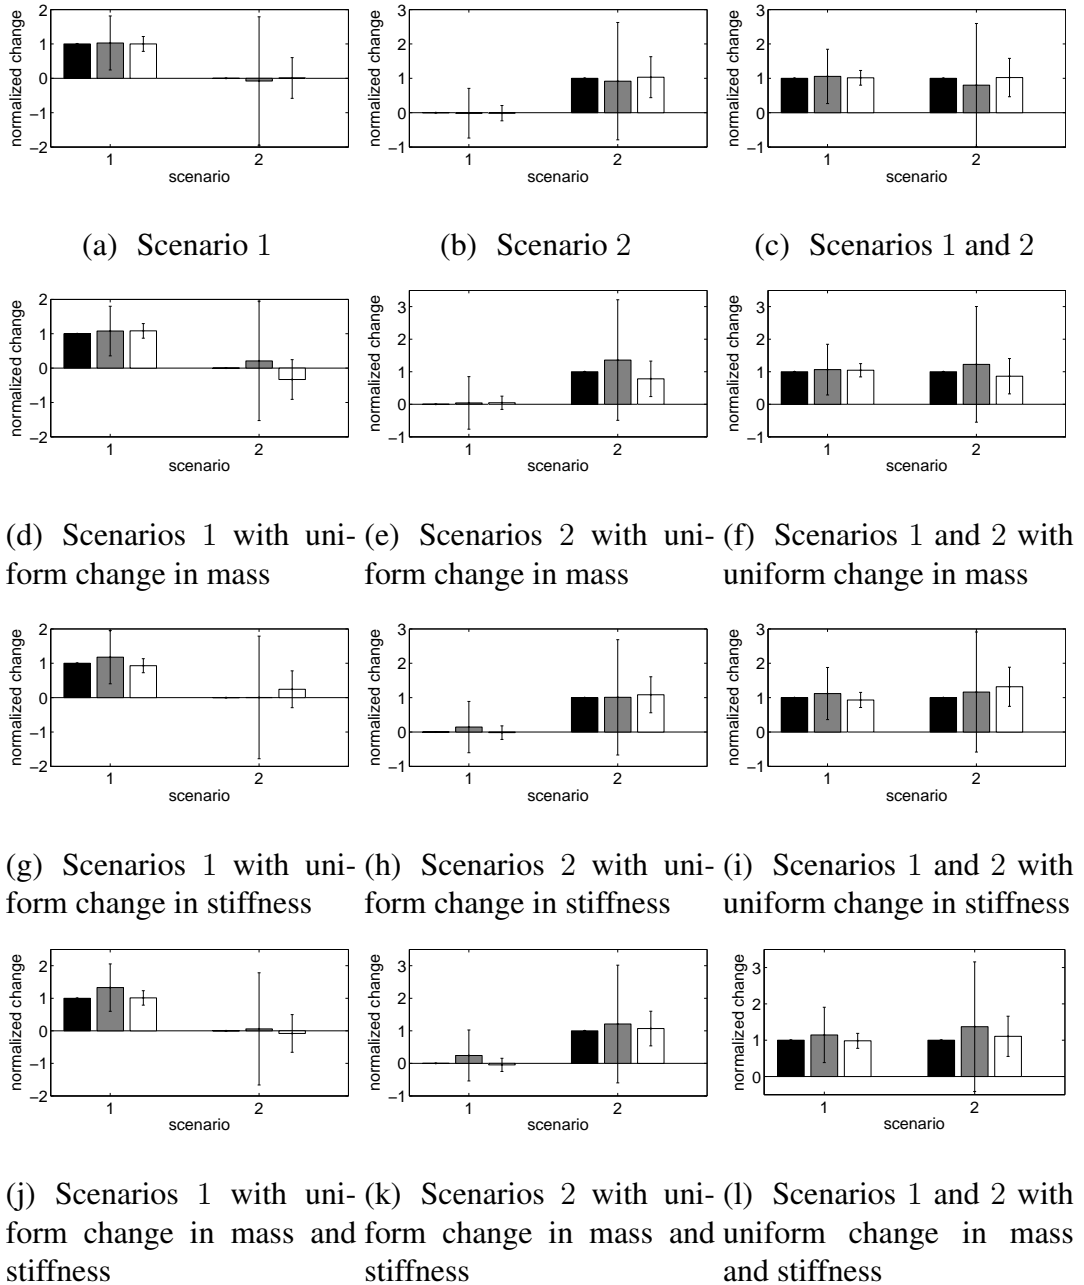 2
1
0
−1
−2
normalized change
1
2
scenario
3
2
1
0
−1
normalized change
1
2
scenario
3
2
1
0
−1
normalized change
1
2
scenario
(a) Scenario 1
(b) Scenario 2
(c) Scenarios 1 and 2
2
1
0
−1
−2
normalized change
1
2
scenario
3
2
1
0
−1
normalized change
1
2
scenario
3
2
1
0
−1
normalized change
1
2
scenario
(d) Scenarios 1 with uni-
form change in mass
(e) Scenarios 2 with uni-
form change in mass
(f) Scenarios 1 and 2 with
uniform change in mass
2
1
0
−1
−2
normalized change
1
2
scenario
3
2
1
0
−1
normalized change
1
2
scenario
3
2
1
0
−1
normalized change
1
2
scenario
(g) Scenarios 1 with uni-
form change in stiffness
(h) Scenarios 2 with uni-
form change in stiffness
(i) Scenarios 1 and 2 with
uniform change in stiffness
2
1
0
−1
−2
normalized change
1
2
scenario
3
2
1
0
−1
normalized change
1
2
scenario
3
2
1
0
normalized change
1
2
scenario
(j) Scenarios 1 with uni-
form change in mass and
stiffness
(k) Scenarios 2 with uni-
form change in mass and
stiffness
(l) Scenarios 1 and 2 with
uniform change in mass
and stiffness